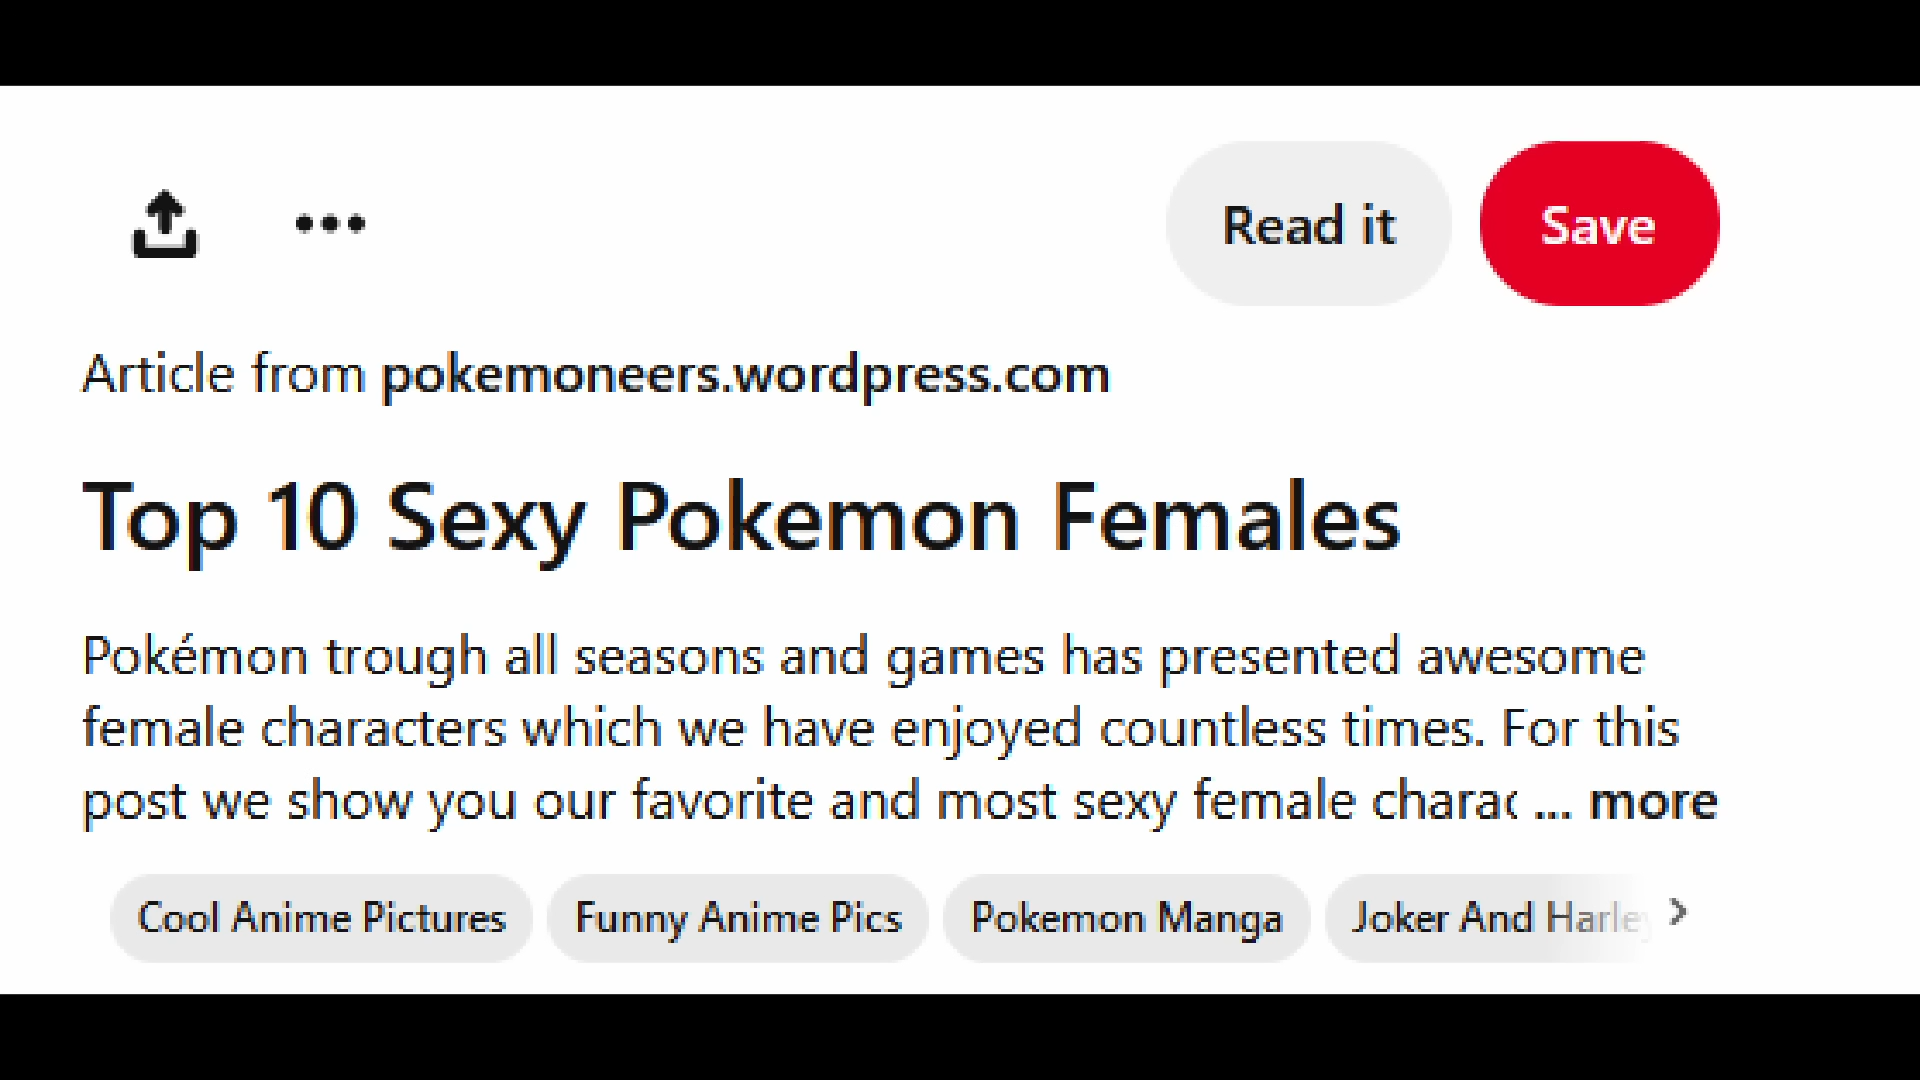 Read it
Save
Article from pokemoneers.wordpress.com
Top 10 Sexy Pokemon Females
Pokémon trough all seasons and games has presented awesome
female characters which we have enjoyed countless times. For this
post we show you our favorite and most sexy female charac ... more
Cool Anime Pictures
Funny Anime Pics
Pokemon Manga
Joker And Harley